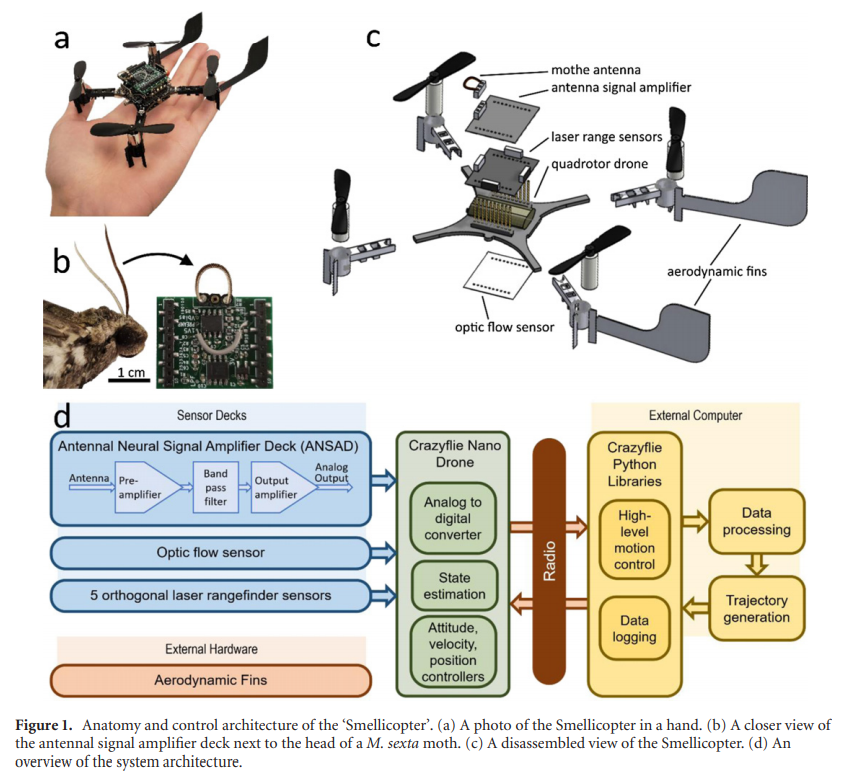 a
b
1 cm
c
mothe antenna
antenna signal amplifier
laser range sensors
quadrotor drone
aerodynamic fins
optic flow sensor
d
Sensor Decks
Antennal Neural Signal Amplifier Deck (ANSAD)
Antenna
Pre-
amplifier
Band
pass
filter
Output
amplifier
Analog
Output
Optic flow sensor
5 orthogonal laser rangefinder sensors
External Hardware
Aerodynamic Fins
Crazyflie Nano
Drone
Analog to
digital
converter
State
estimation
Attitude,
velocity,
position
controllers
Radio
External Computer
Crazyflie
Python
Libraries
High-
level
motion
control
Data
logging
Data
processing
Trajectory
generation
Figure 1. Anatomy and control architecture of the ‘Smellicopter’. (a) A photo of the Smellicopter in a hand. (b) A closer view of
the antennal signal amplifier deck next to the head of a M. sexta moth. (c) A disassembled view of the Smellicopter. (d) An
overview of the system architecture.